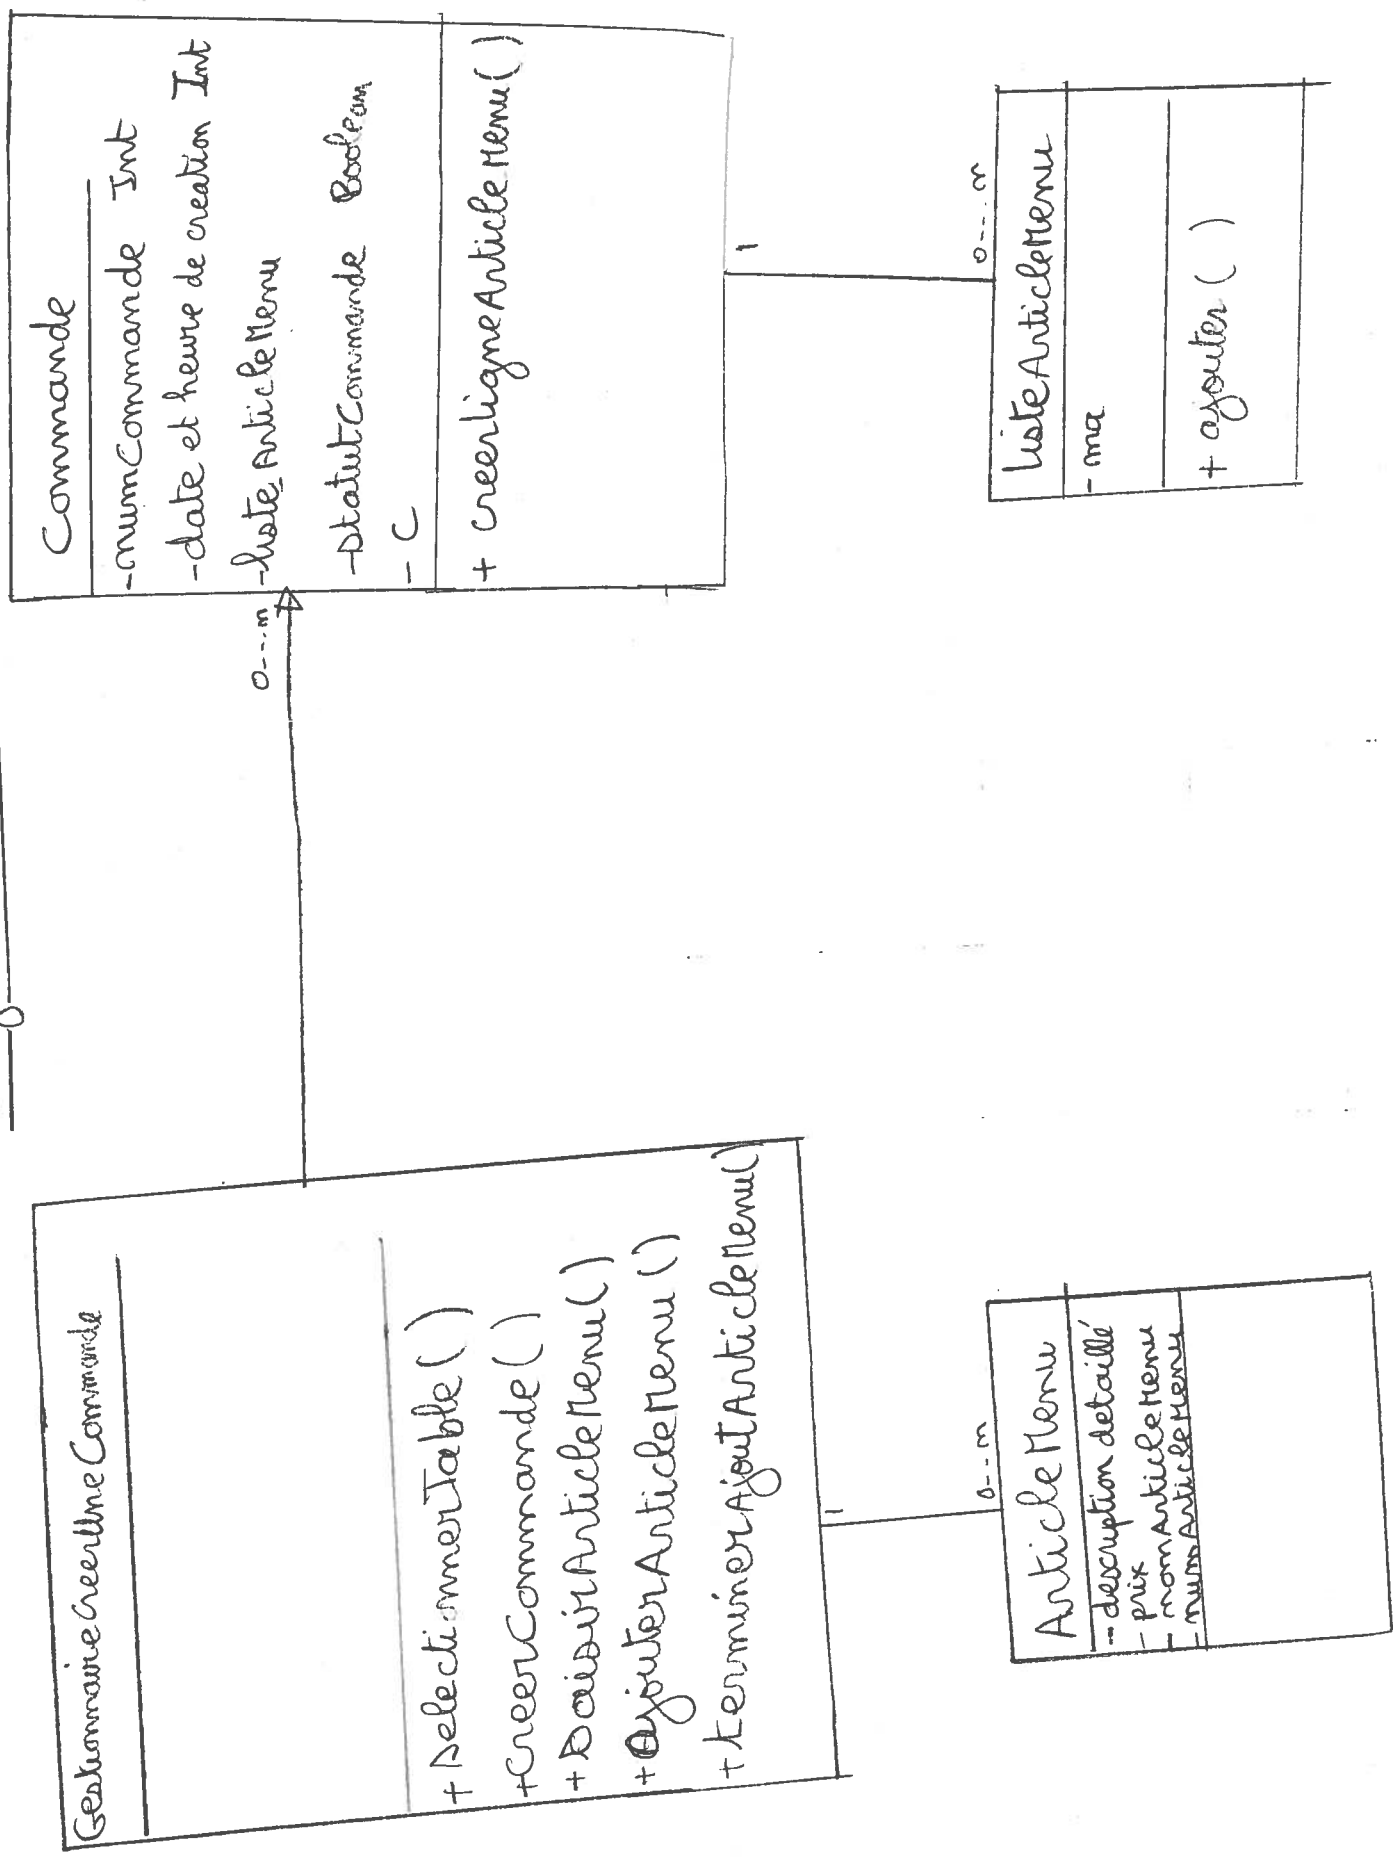 GestionnaireCreerUneCommande
+selectionnerTable()
+CreerCommande()
+SaisirArticleMenu()
+AjouterArticleMenu()
+terminerAjoutArticleMenu()
0---m
Commande
-numCommande Int
-date et heure de creation Int
-liste ArticleMenu
-statutCommande Boolean
- C
+ creerligneArticleMenu()
1
0---m
ArticleMenu
- description detaillé
- prix
- nomArticleMenu
- numArticleMenu
1
0---m
listeArticleMenu
- ma
+ ajouter ( )